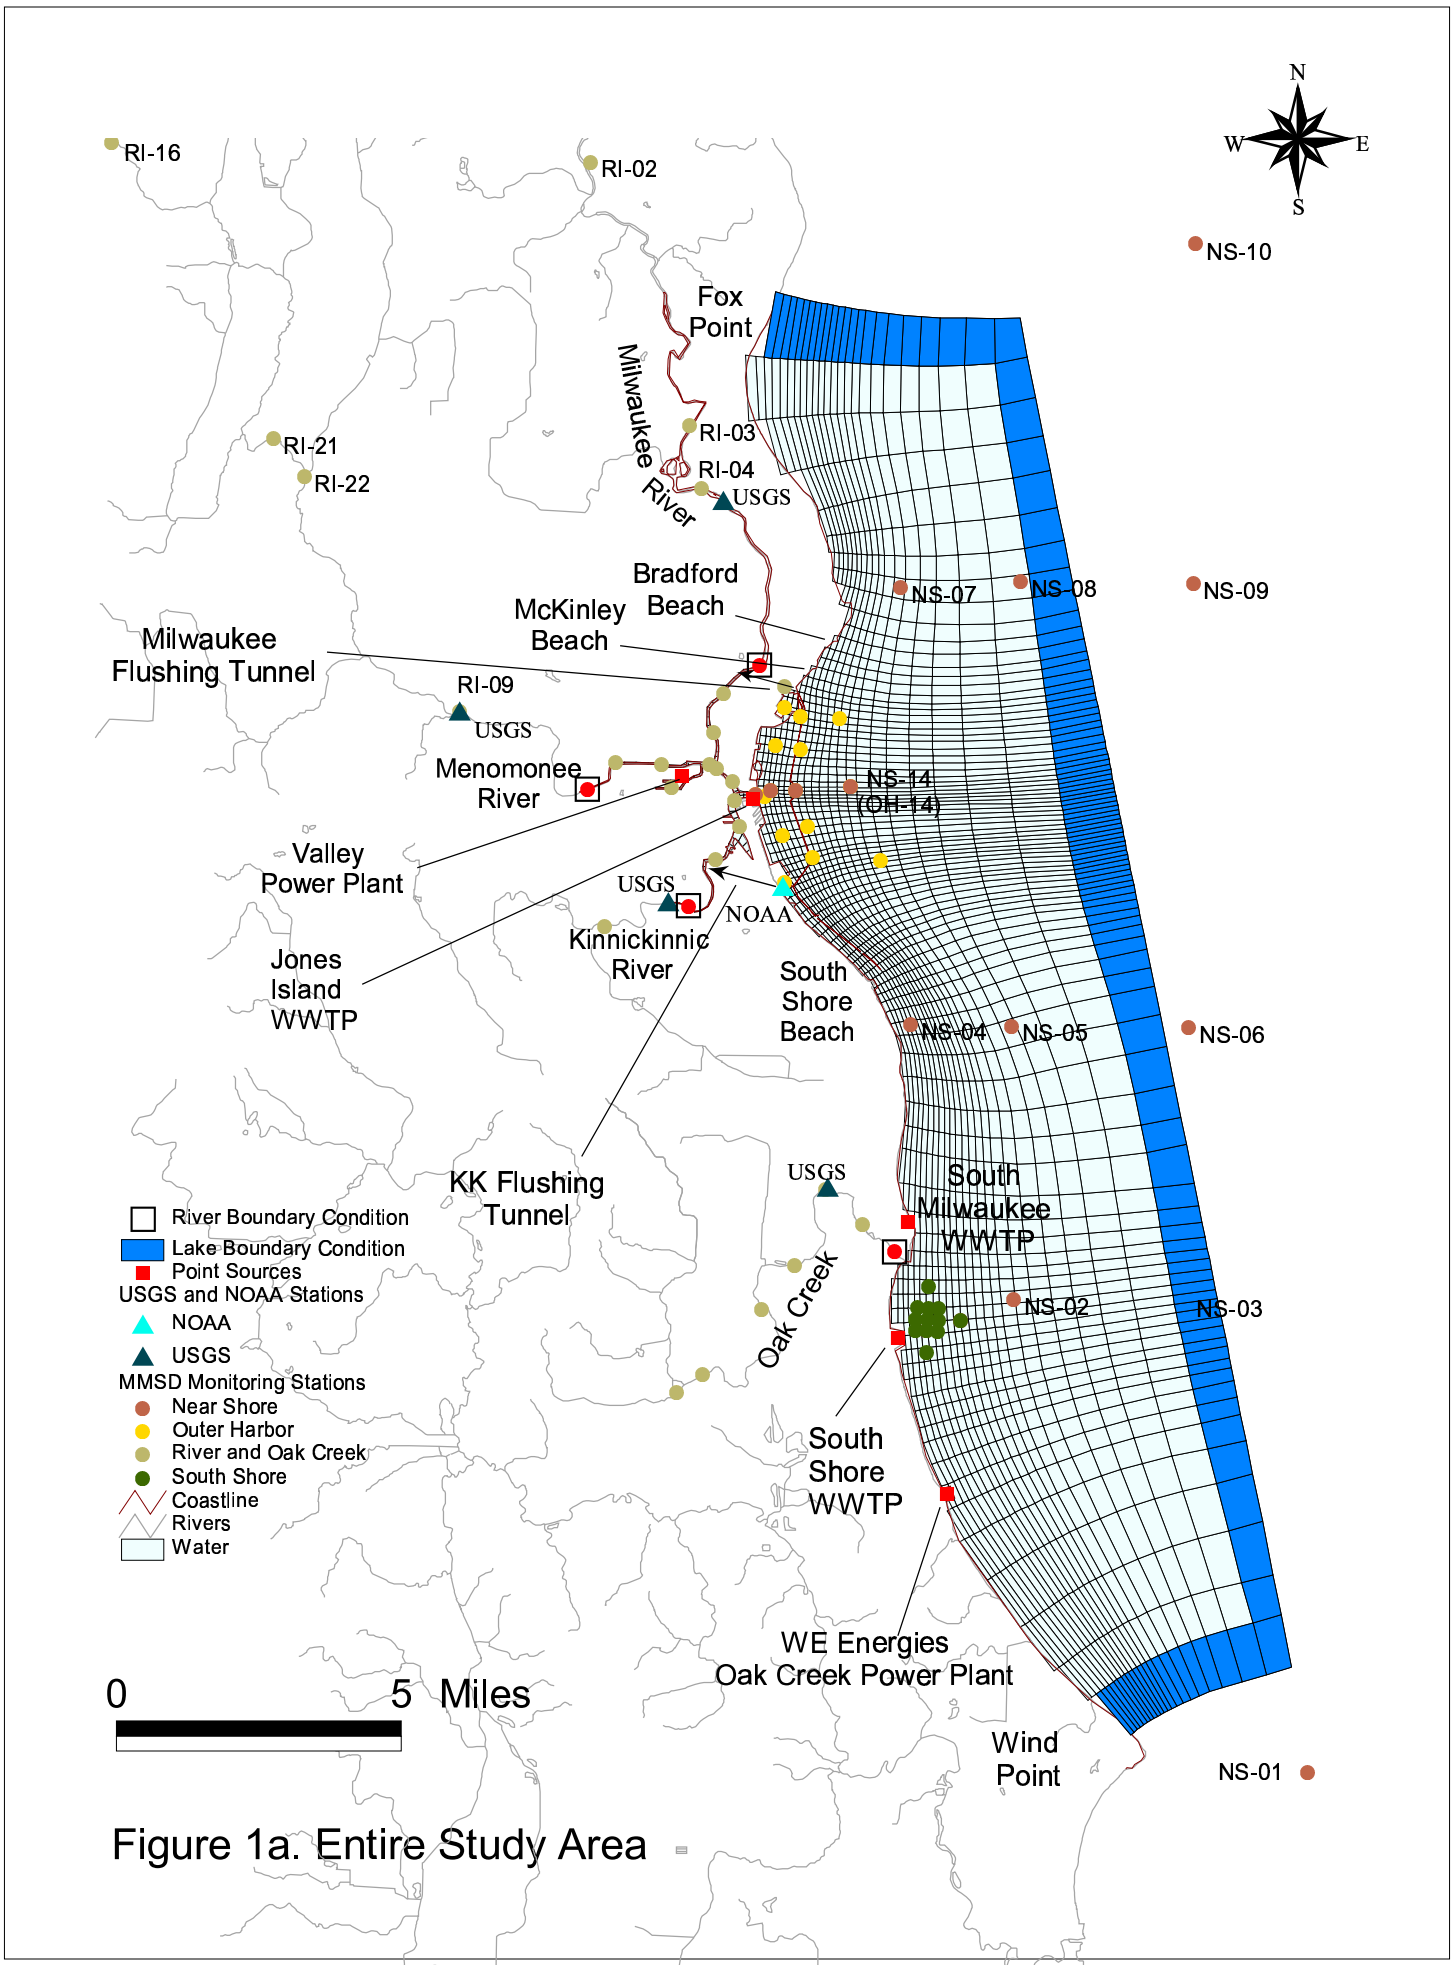 N
W
E
S
RI-16
RI-02
NS-10
Fox
Point
Milwaukee
River
RI-03
RI-21
RI-04
RI-22
USGS
Bradford
Beach
NS-07
NS-08
NS-09
McKinley
Beach
Milwaukee
Flushing Tunnel
RI-09
USGS
Menomonee
River
NS-14
(OH-14)
Valley
Power Plant
USGS
NOAA
Kinnickinnic
River
Jones
Island
WWTP
South
Shore
Beach
NS-04
NS-05
NS-06
KK Flushing
Tunnel
USGS
South
Milwaukee
WWTP
Oak Creek
NS-02
NS-03
River Boundary Condition
Lake Boundary Condition
Point Sources
USGS and NOAA Stations
NOAA
USGS
MMSD Monitoring Stations
Near Shore
Outer Harbor
River and Oak Creek
South Shore
Coastline
Rivers
Water
South
Shore
WWTP
WE Energies
Oak Creek Power Plant
0 5 Miles
Wind
Point
NS-01
Figure 1a. Entire Study Area